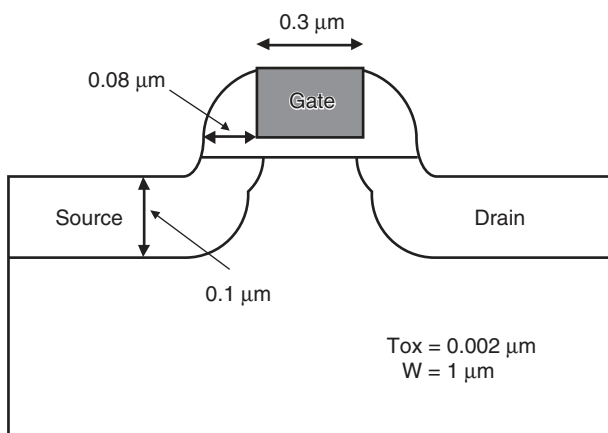 0.3 μm
0.08 μm
Gate
Source
Drain
0.1 μm
Tox = 0.002 μm
W = 1 μm